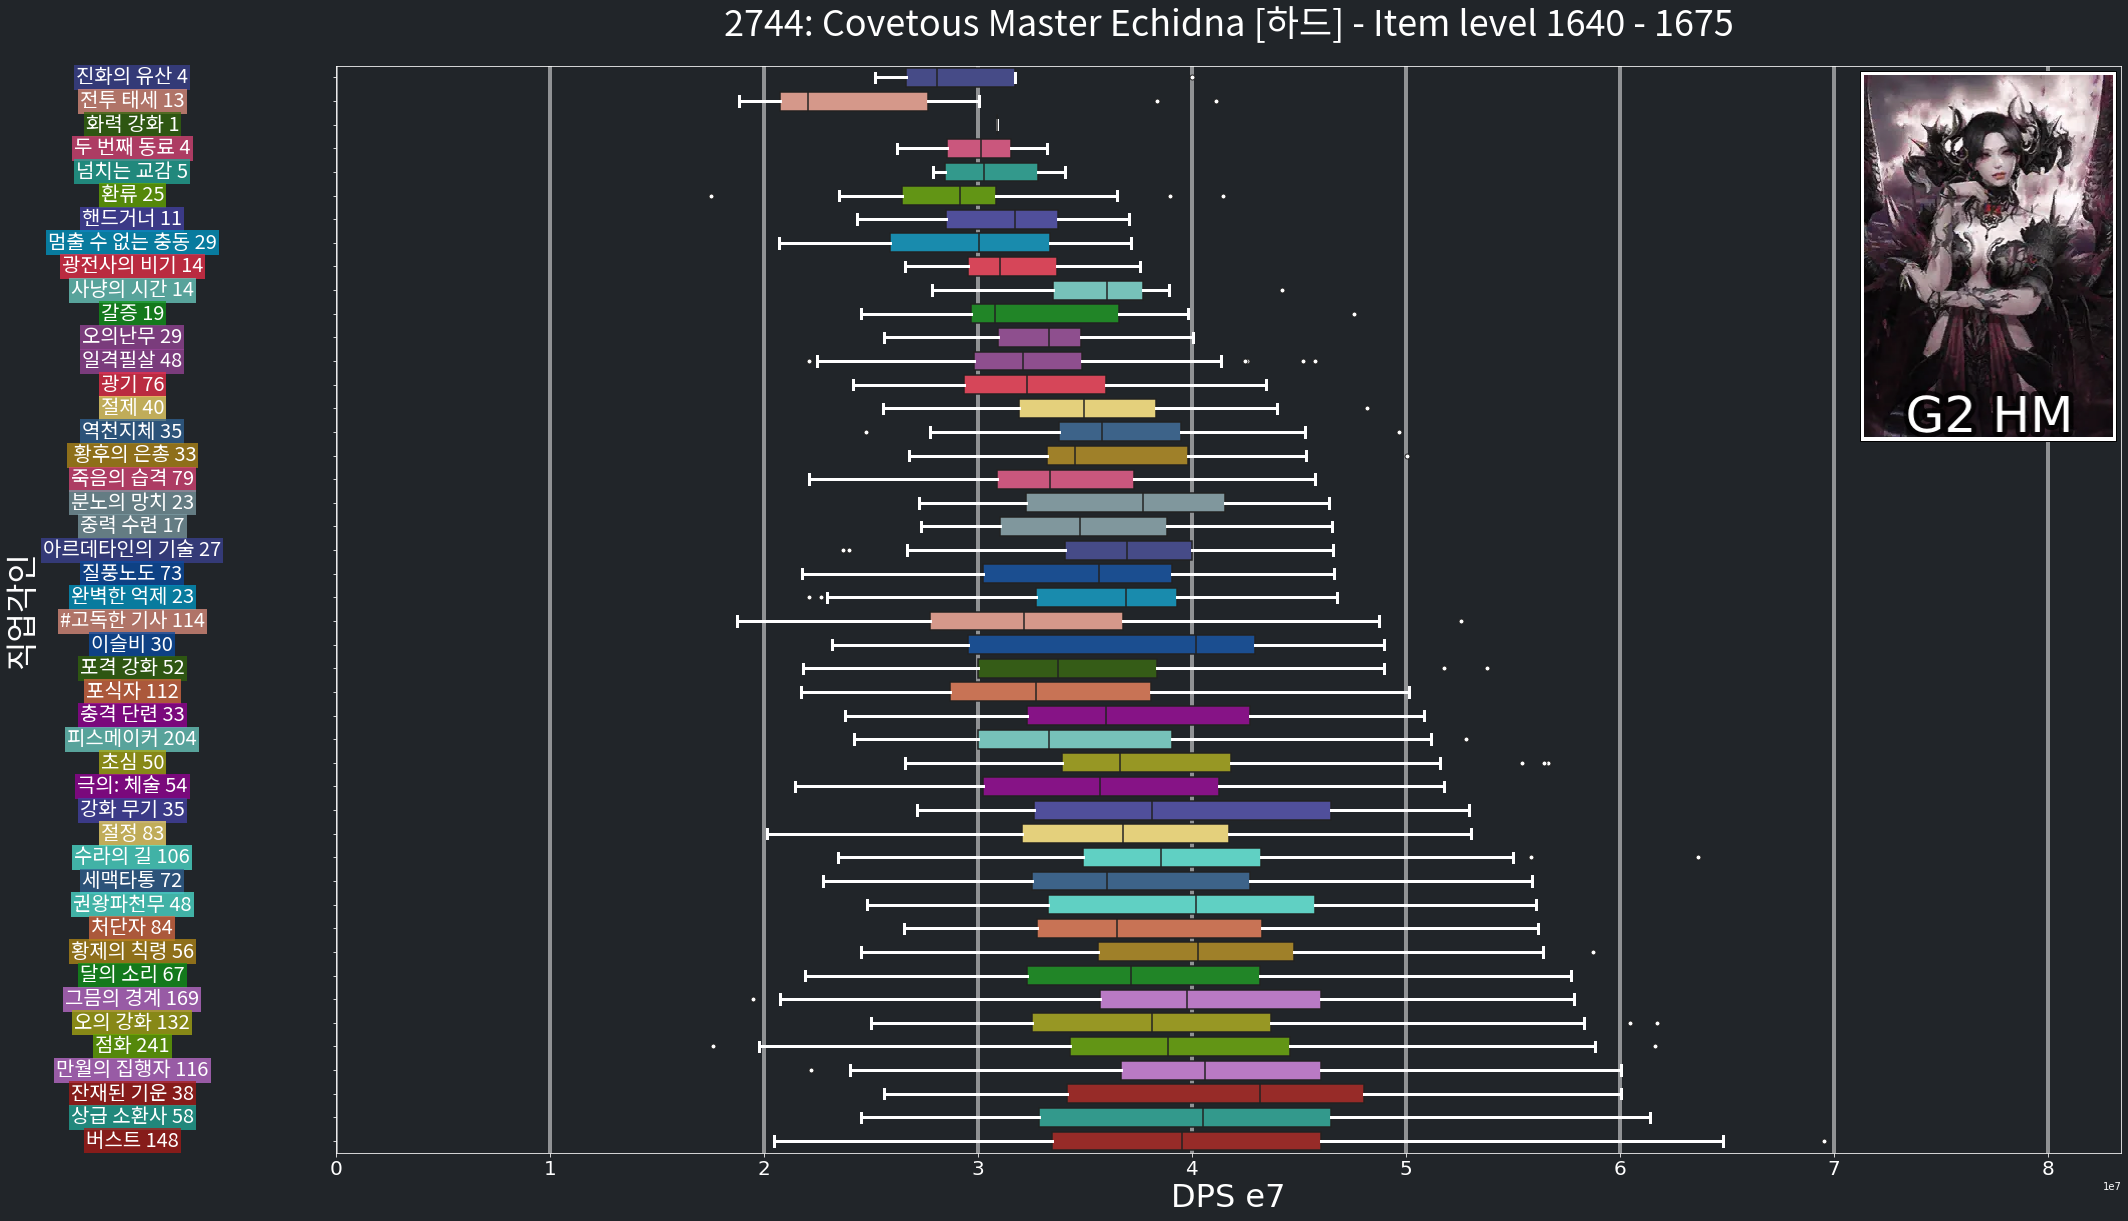 2744: Covetous Master Echidna [하드] - Item level 1640 - 1675
진화의 유산 4
전투 태세 13
화력 강화 1
두 번째 동료 4
넘치는 교감 5
환류 25
핸드거너 11
멈출 수 없는 충동 29
광전사의 비기 14
사냥의 시간 14
갈증 19
오의난무 29
일격필살 48
광기 76
절제 40
역천지체 35
황후의 은총 33
죽음의 습격 79
분노의 망치 23
중력 수련 17
아르데타인의 기술 27
질풍노도 73
완벽한 억제 23
#고독한 기사 114
이슬비 30
포격 강화 52
포식자 112
충격 단련 33
피스메이커 204
초심 50
극의: 체술 54
강화 무기 35
절정 83
수라의 길 106
세맥타통 72
권왕파천무 48
처단자 84
황제의 칙령 56
달의 소리 67
그믐의 경계 169
오의 강화 132
점화 241
만월의 집행자 116
잔재된 기운 38
상급 소환사 58
버스트 148
직업각인
G2 HM
0 1 2 3 4 5 6 7 8
1e7
DPS e7